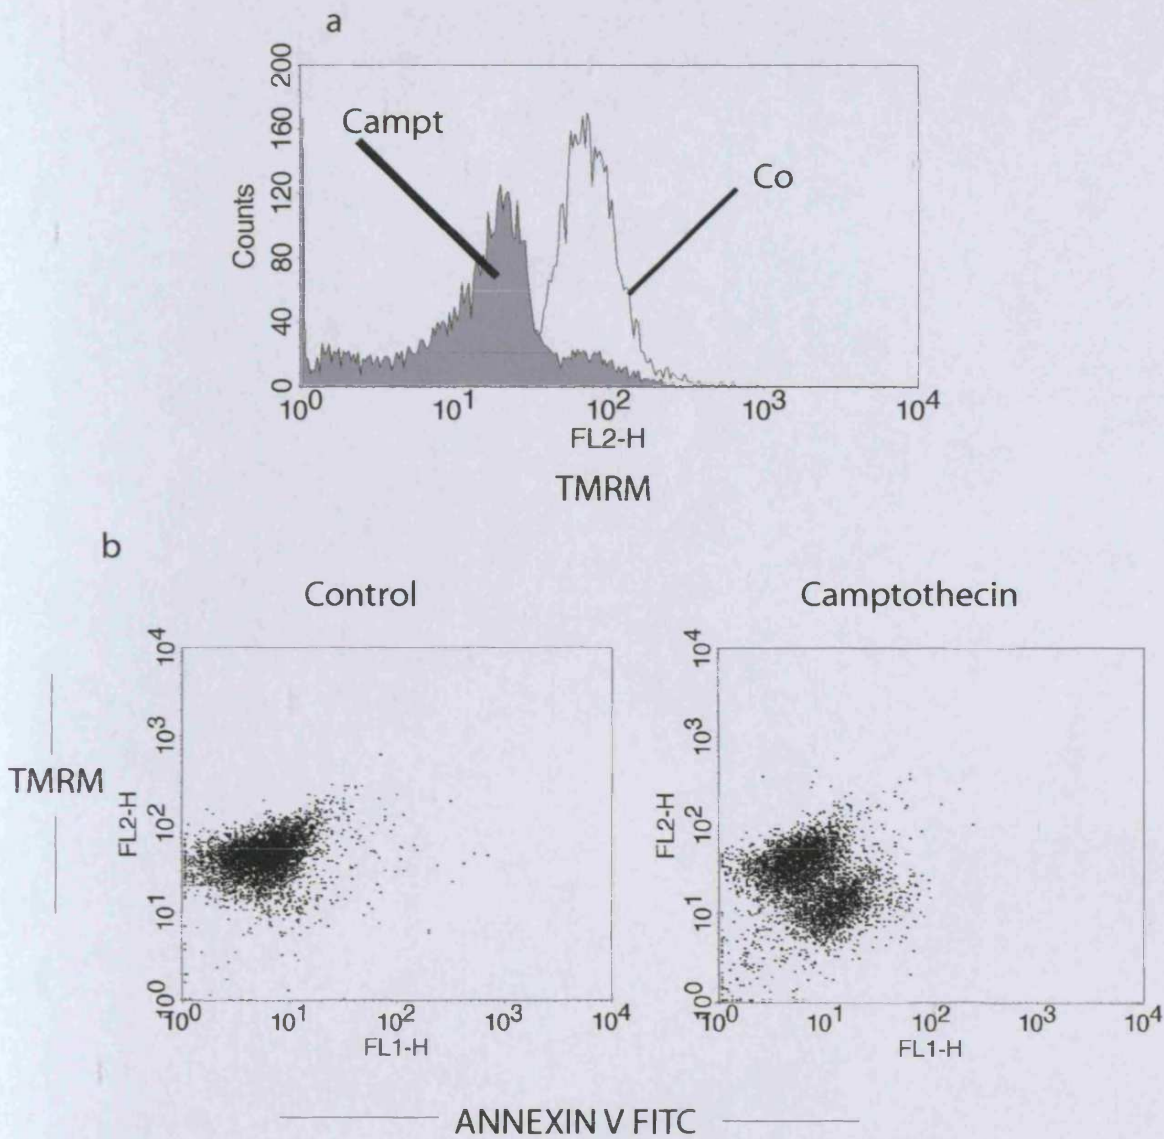 a
200
160
120
80
40
0
Counts
Campt
Co
10^0 10^1 10^2 10^3 10^4
FL2-H
TMRM
b
Control
Camptothecin
TMRM
10^4
10^3
10^2
10^1
10^0
FL2-H
10^0 10^1 10^2 10^3 10^4
FL1-H
10^4
10^3
10^2
10^1
10^0
FL2-H
10^0 10^1 10^2 10^3 10^4
FL1-H
ANNEXIN V FITC